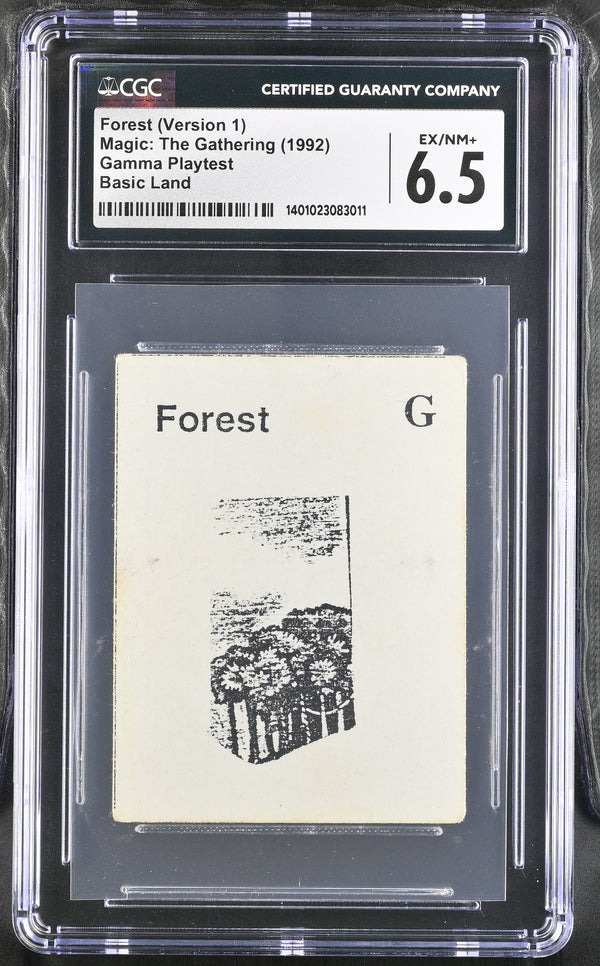 CGC
CERTIFIED GUARANTY COMPANY
Forest (Version 1)
Magic: The Gathering (1992)
Gamma Playtest
Basic Land
EX/NM+
6.5
1401023083011
Forest
G